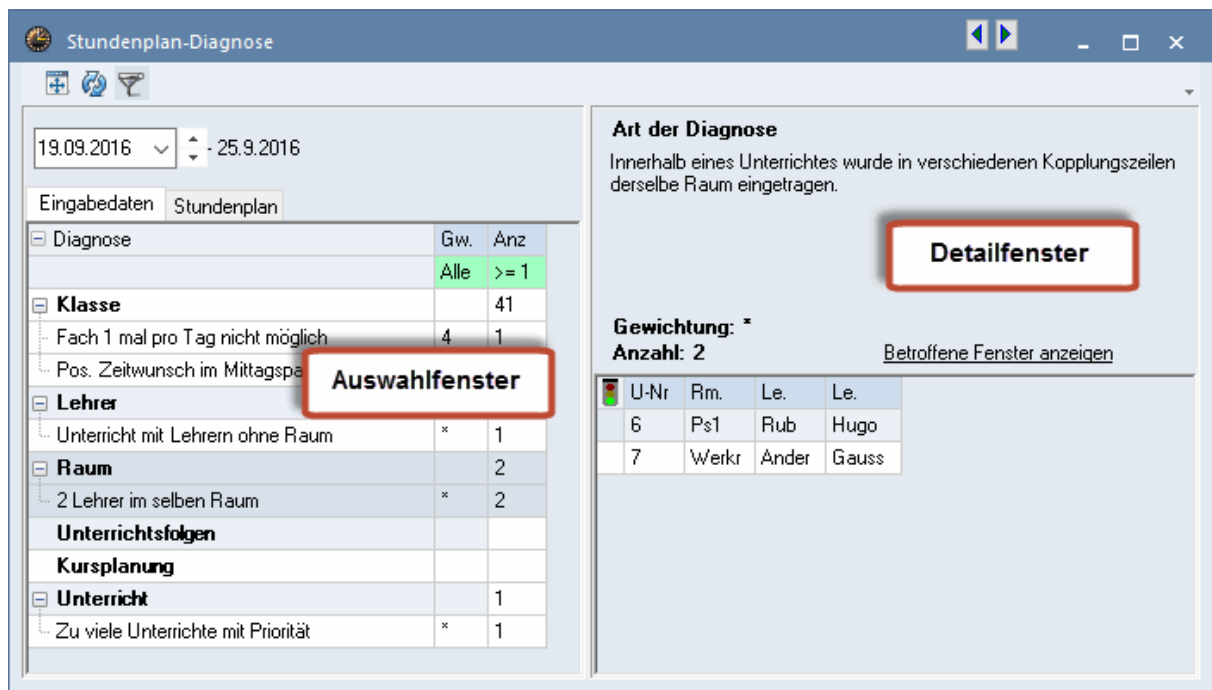 Stundenplan-Diagnose
19.09.2016 - 25.9.2016
Eingabedaten Stundenplan
Diagnose Gw. Anz
Alle >= 1
Klasse 41
Fach 1 mal pro Tag nicht möglich 4 1
Pos. Zeitwunsch im Mittagspa
Auswahlfenster
Lehrer
Unterricht mit Lehrern ohne Raum * 1
Raum 2
2 Lehrer im selben Raum * 2
Unterrichtsfolgen
Kursplanung
Unterricht 1
Zu viele Unterrichte mit Priorität * 1
Art der Diagnose
Innerhalb eines Unterrichtes wurde in verschiedenen Kopplungszeilen
derselbe Raum eingetragen.
Detailfenster
Gewichtung: *
Anzahl: 2 Betroffene Fenster anzeigen
U-Nr Rm. Le. Le.
6 Ps1 Rub Hugo
7 Werkr Ander Gauss